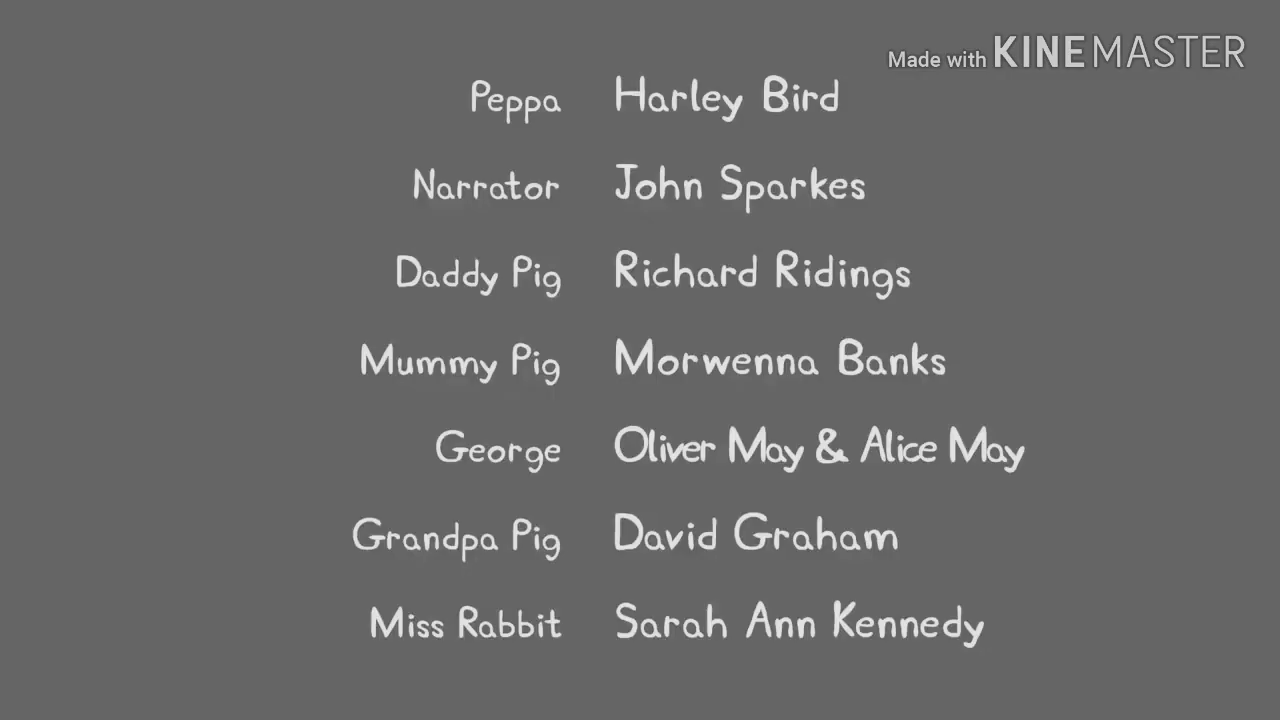 Made with KINEMASTER
Peppa Harley Bird
Narrator John Sparkes
Daddy Pig Richard Ridings
Mummy Pig Morwenna Banks
George Oliver May & Alice May
Grandpa Pig David Graham
Miss Rabbit Sarah Ann Kennedy